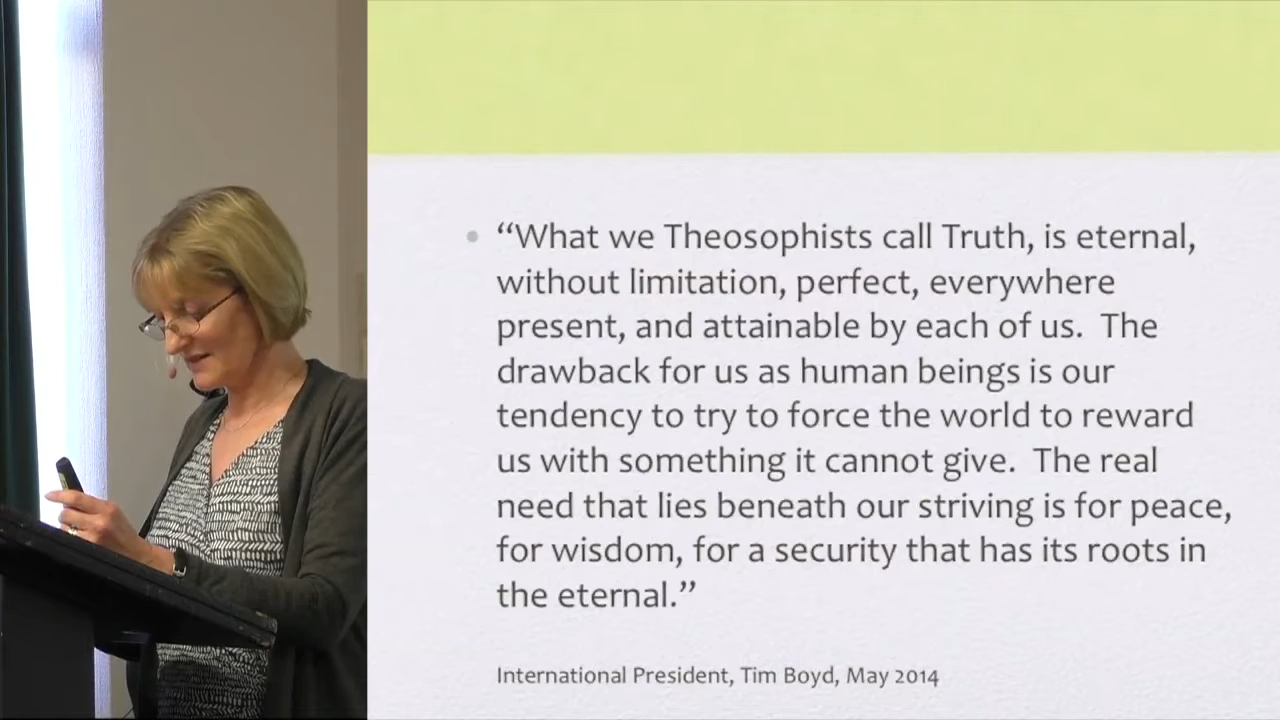 “What we Theosophists call Truth, is eternal,
without limitation, perfect, everywhere
present, and attainable by each of us.  The
drawback for us as human beings is our
tendency to try to force the world to reward
us with something it cannot give.  The real
need that lies beneath our striving is for peace,
for wisdom, for a security that has its roots in
the eternal.”
International President, Tim Boyd, May 2014